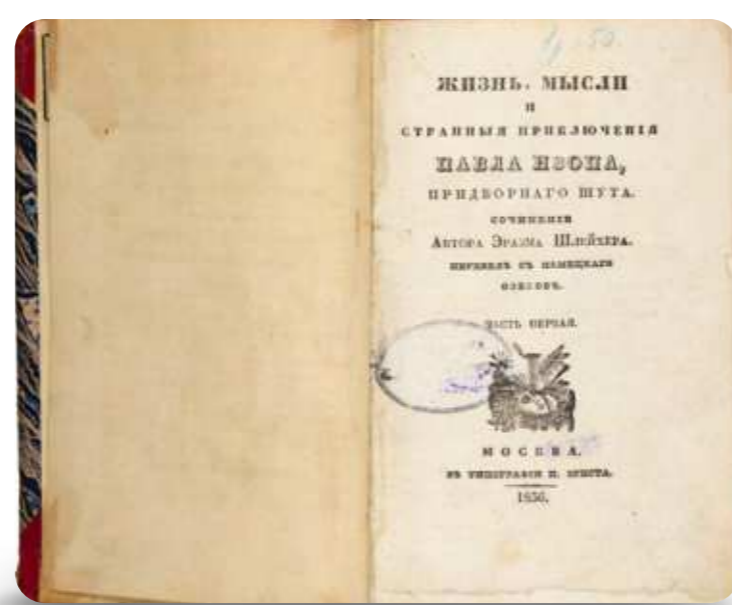 ЖИЗНЬ, МЫСЛИ
И
СТРАННЫЯ ПРИКЛЮЧЕНІЯ
ПАВЛА ИЗОПА,
ПРИДВОРНАГО ШУТА.
СОЧИНЕНІЕ
АВТОРА ЭРАЗМА ШЛЕЙХЕРА.
ПЕРЕВЕЛЪ СЪ НѢМЕЦКАГО
ЧАСТЬ ПЕРВАЯ.
МОСКВА.
ВЪ ТИПОГРАФІИ
1836.